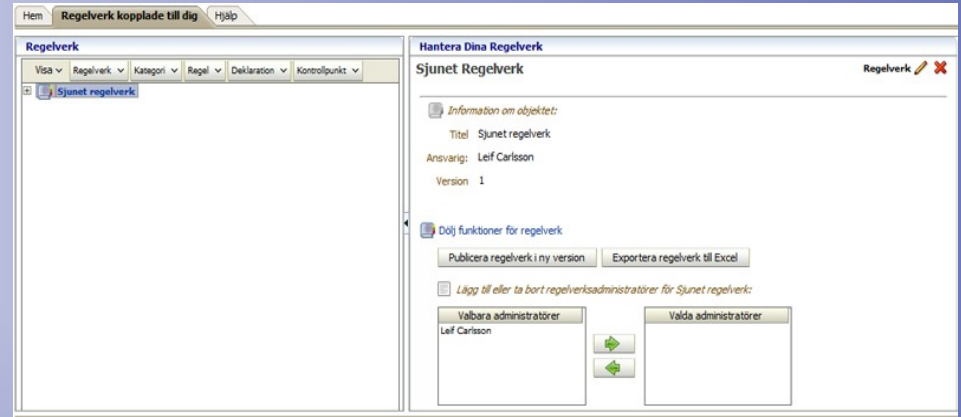 Hem Regelverk kopplade till dig Hjälp
Regelverk
Visa Regelverk Kategori Regel Deklaration Kontrollpunkt
Sjunet regelverk
Hantera Dina Regelverk
Sjunet Regelverk Regelverk
Information om objektet:
Titel Sjunet regelverk
Ansvarig: Leif Carlsson
Version 1
Dölj funktioner för regelverk
Publicera regelverk i ny version Exportera regelverk till Excel
Lägg till eller ta bort regelverksadministratörer för Sjunet regelverk:
Valbara administratörer Valda administratörer
Leif Carlsson